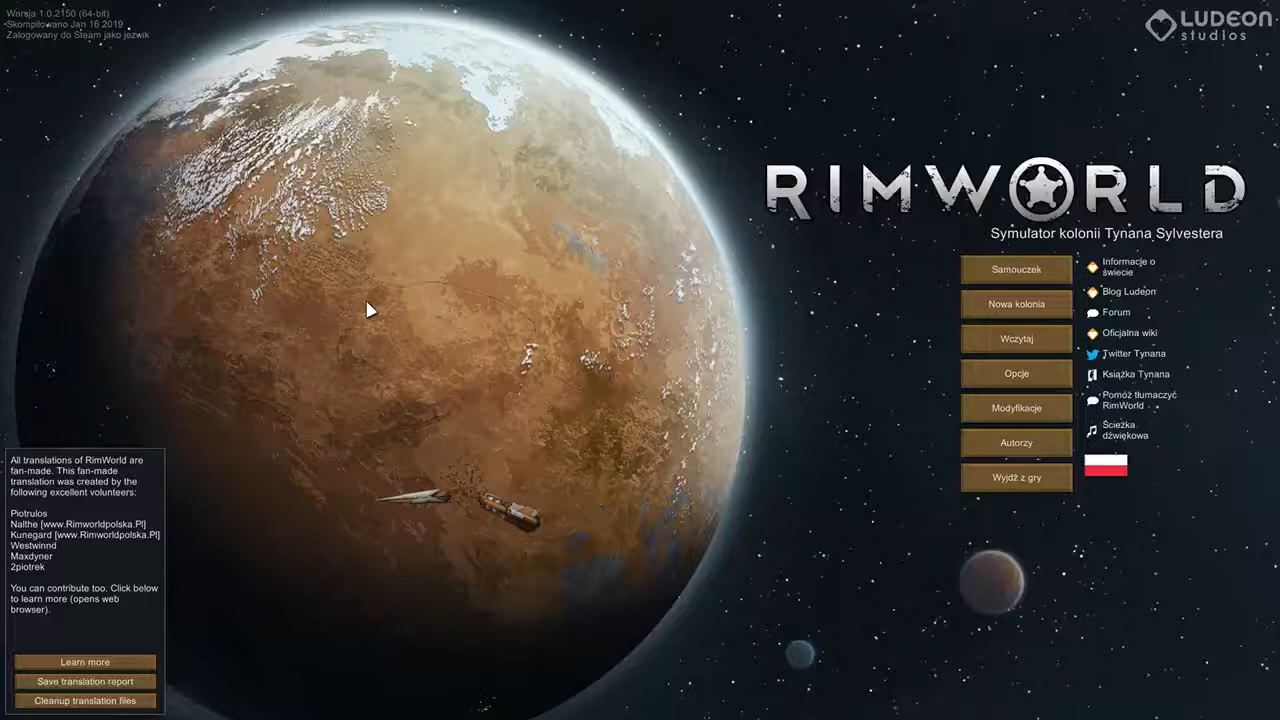 Wersja 1.0.2150 (64-bit)
Skompilowano Jan 16 2019
Zalogowany do Steam jako jezwik
LUDEON
studios
RIMWORLD
Symulator kolonii Tynana Sylvestera
Samouczek
Nowa kolonia
Wczytaj
Opcje
Modyfikacje
Autorzy
Wyjdź z gry
Informacje o
świecie
Blog Ludeon
Forum
Oficjalna wiki
Twitter Tynana
Książka Tynana
Pomóż tłumaczyć
RimWorld
Ścieżka
dźwiękowa
All translations of RimWorld are
fan-made. This fan-made
translation was created by the
following excellent volunteers:
Piotrulos
Nalthe [www.Rimworldpolska.Pl]
Kunegard [www.Rimworldpolska.Pl]
Westwinnd
Maxdyner
2piotrek
You can contribute too. Click below
to learn more (opens web
browser).
Learn more
Save translation report
Cleanup translation files